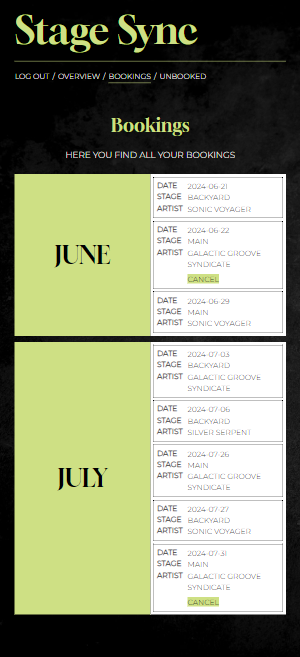 Stage Sync
LOG OUT / OVERVIEW / BOOKINGS / UNBOOKED
Bookings
HERE YOU FIND ALL YOUR BOOKINGS
JUNE
DATE 2024-06-21
STAGE BACKYARD
ARTIST SONIC VOYAGER
DATE 2024-06-22
STAGE MAIN
ARTIST GALACTIC GROOVE
SYNDICATE
CANCEL
DATE 2024-06-29
STAGE MAIN
ARTIST SONIC VOYAGER
JULY
DATE 2024-07-03
STAGE BACKYARD
ARTIST GALACTIC GROOVE
SYNDICATE
DATE 2024-07-06
STAGE BACKYARD
ARTIST SILVER SERPENT
DATE 2024-07-26
STAGE MAIN
ARTIST GALACTIC GROOVE
SYNDICATE
DATE 2024-07-27
STAGE BACKYARD
ARTIST SONIC VOYAGER
DATE 2024-07-31
STAGE MAIN
ARTIST GALACTIC GROOVE
SYNDICATE
CANCEL